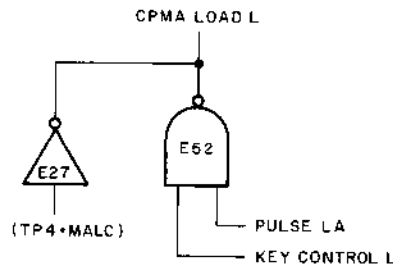 CPMA LOAD L
E52
E27
(TP4+MALC)
PULSE LA
KEY CONTROL L